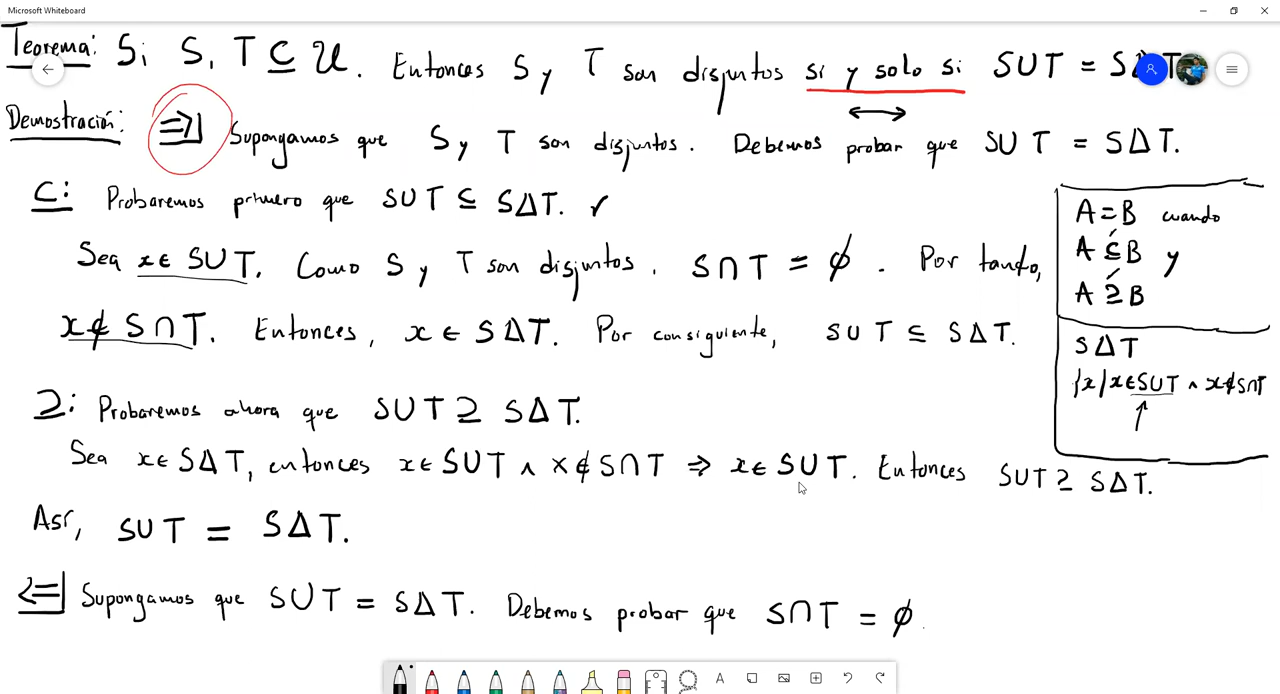 Microsoft Whiteboard
Teorema: Si S, T ⊆ U. Entonces S y T son disjuntos si y solo si S∪T = SΔT
Demostración: ⇒] Supongamos que S y T son disjuntos. Debemos probar que S∪T = SΔT.
⊂: Probaremos primero que S∪T ⊆ SΔT. ✓
Sea x∈ S∪T. Como S y T son disjuntos, S∩T = ∅. Por tando,
x∉ S∩T. Entonces, x ∈ SΔT. Por consiguiente, S∪T ⊆ SΔT.
⊇: Probaremos ahora que S∪T ⊇ SΔT.
Sea x∈ SΔT, entonces x∈ S∪T ∧ x∉ S∩T ⇒ x∈ S∪T. Entonces S∪T ⊇ SΔT.
Así, S∪T = SΔT.
⇐] Supongamos que S∪T = SΔT. Debemos probar que S∩T = ∅.
A=B cuando
A ⊆ B y
A ⊇ B
SΔT
{x/x∈S∪T ∧ x∉S∩T
A